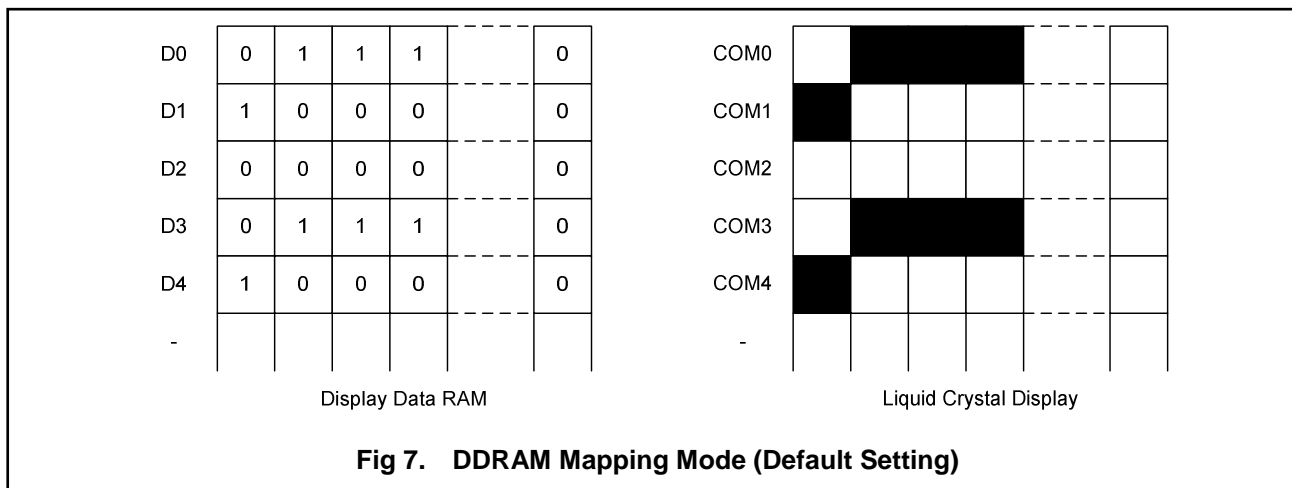 D0 0 1 1 1 0 COM0
D1 1 0 0 0 0 COM1
D2 0 0 0 0 0 COM2
D3 0 1 1 1 0 COM3
D4 1 0 0 0 0 COM4
- -
Display Data RAM Liquid Crystal Display
Fig 7. DDRAM Mapping Mode (Default Setting)